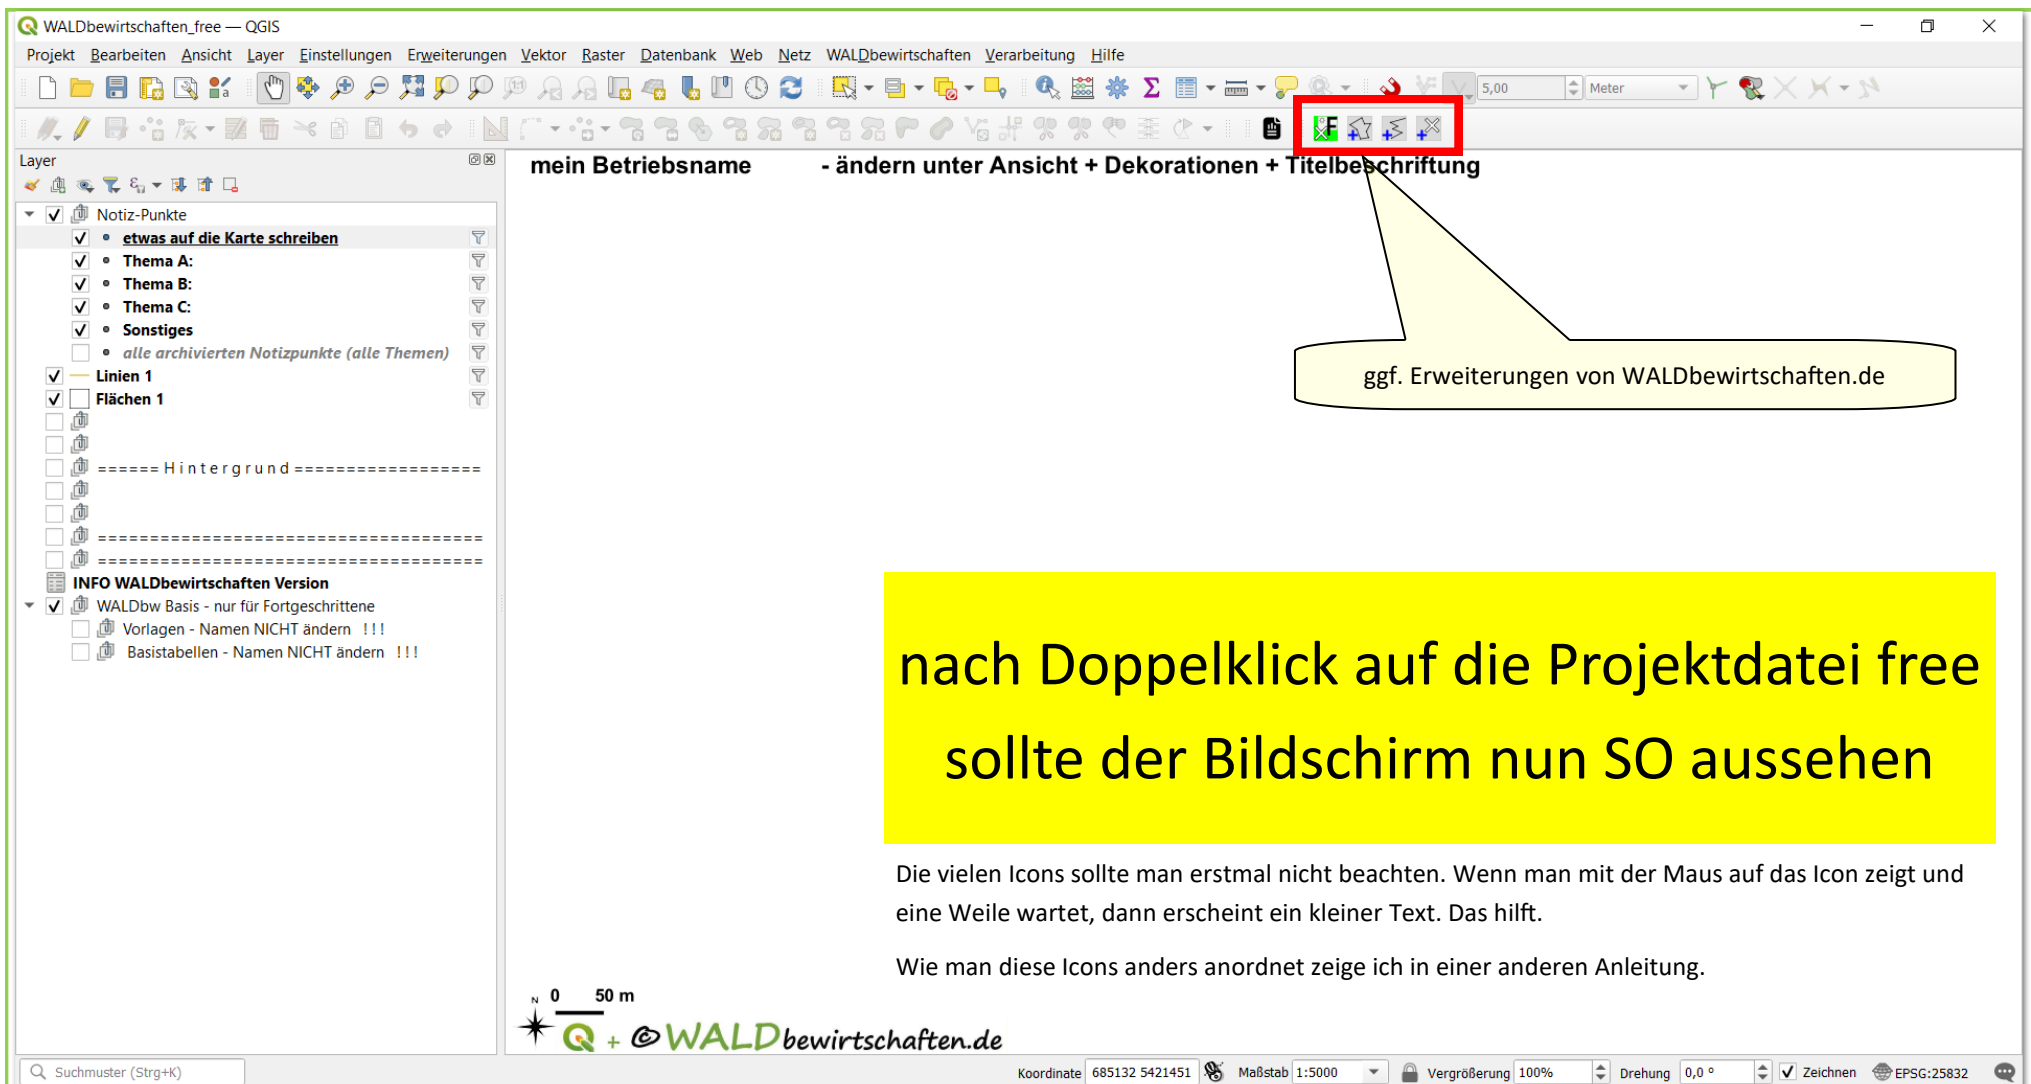 WALDbewirtschaften_free — QGIS
Projekt Bearbeiten Ansicht Layer Einstellungen Erweiterungen Vektor Raster Datenbank Web Netz WALDbewirtschaften Verarbeitung Hilfe
5,00 Meter
Layer
mein Betriebsname - ändern unter Ansicht + Dekorationen + Titelbeschriftung
Notiz-Punkte
etwas auf die Karte schreiben
Thema A:
Thema B:
Thema C:
Sonstiges
alle archivierten Notizpunkte (alle Themen)
Linien 1
Flächen 1
====== H i n t e r g r u n d ==================
=====================================
=====================================
INFO WALDbewirtschaften Version
WALDbw Basis - nur für Fortgeschrittene
Vorlagen - Namen NICHT ändern ! ! !
Basistabellen - Namen NICHT ändern ! ! !
ggf. Erweiterungen von WALDbewirtschaften.de
nach Doppelklick auf die Projektdatei free
sollte der Bildschirm nun SO aussehen
Die vielen Icons sollte man erstmal nicht beachten. Wenn man mit der Maus auf das Icon zeigt und
eine Weile wartet, dann erscheint ein kleiner Text. Das hilft.
Wie man diese Icons anders anordnet zeige ich in einer anderen Anleitung.
N 0 50 m
+ © WALDbewirtschaften.de
Suchmuster (Strg+K)
Koordinate 685132 5421451 Maßstab 1:5000 Vergrößerung 100% Drehung 0,0 ° Zeichnen EPSG:25832